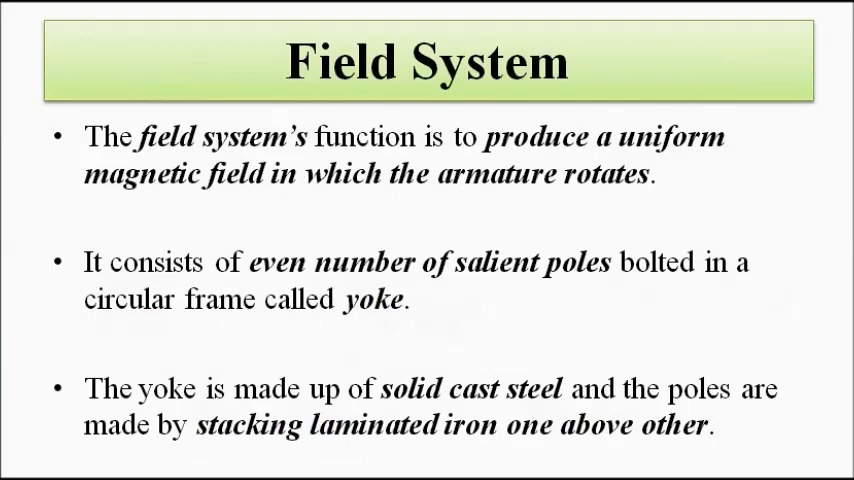 Field System
• The field system's function is to produce a uniform
magnetic field in which the armature rotates.
• It consists of even number of salient poles bolted in a
circular frame called yoke.
• The yoke is made up of solid cast steel and the poles are
made by stacking laminated iron one above other.